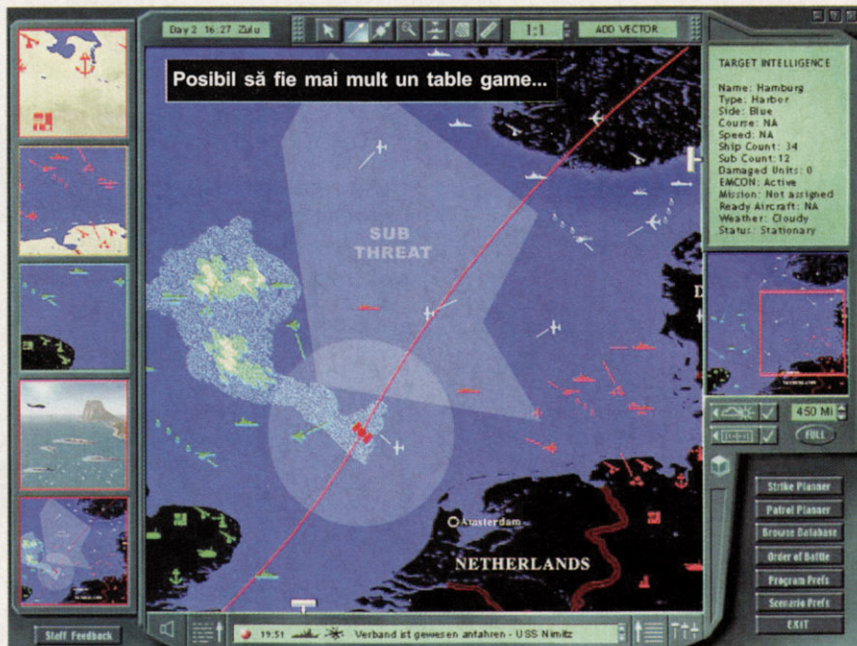 Day 2 16:27 Zulu
1:1
ADD VECTOR
Posibil să fie mai mult un table game...
TARGET INTELLIGENCE
Name: Hamburg
Type: Harbor
Side: Blue
Course: NA
Speed: NA
Ship Count: 34
Sub Count: 12
Damaged Units: 0
EMCON: Active
Mission: Not assigned
Ready Aircraft: NA
Weather: Cloudy
Status: Stationary
SUB
THREAT
D
450 Mi
FULL
Amsterdam
NETHERLANDS
Strike Planner
Patrol Planner
Browse Database
Order of Battle
Program Prefs
Scenario Prefs
EXIT
Staff Feedback
19:51 Verband ist gewesen anfahren - USS Nimitz